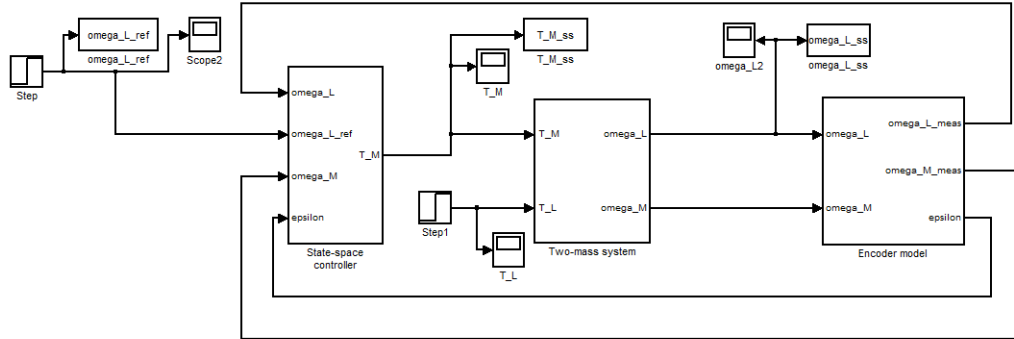 omega_L_ref
omega_L_ref
Scope2
Step
T_M_ss
T_M_ss
T_M
omega_L2
omega_L_ss
omega_L_ss
omega_L
omega_L_ref
omega_M
epsilon
T_M
State-space
controller
Step1
T_L
T_M
T_L
omega_L
omega_M
Two-mass system
omega_L
omega_M
omega_L_meas
omega_M_meas
epsilon
Encoder model